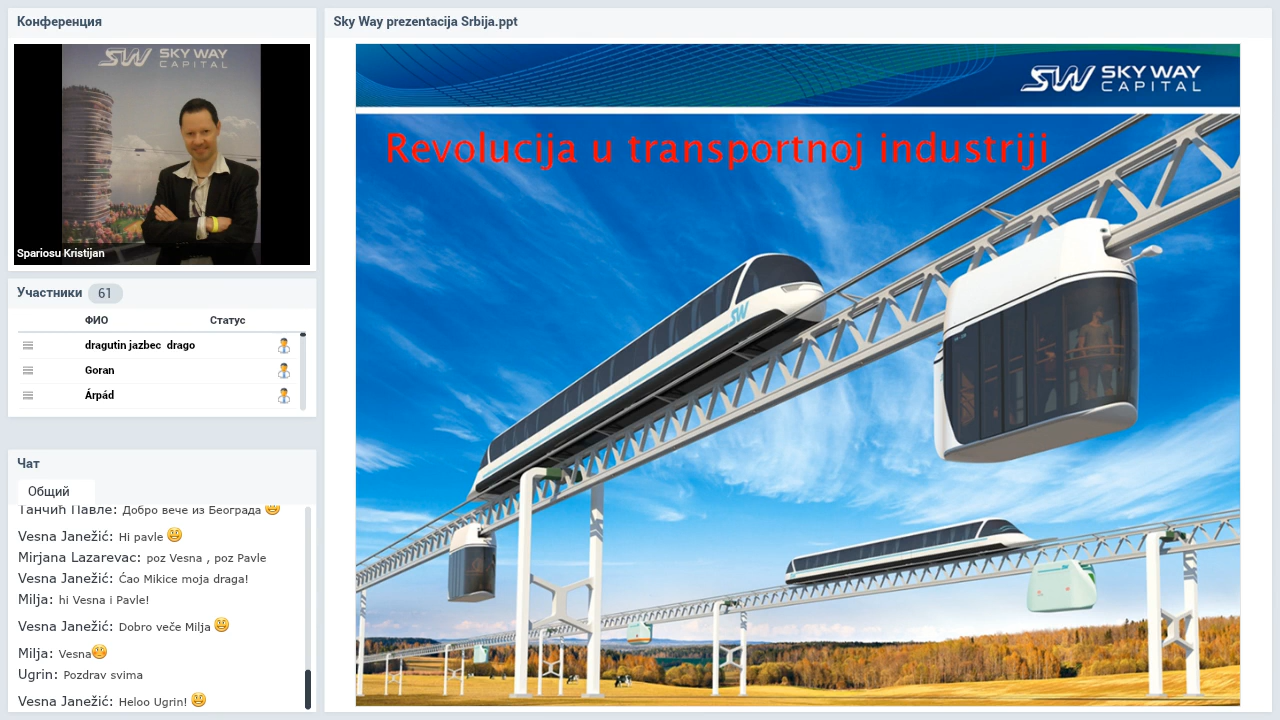 Конференция
SKY WAY
CAPITAL
Spariosu Kristijan
Участники 61
ФИО Статус
dragutin jazbec drago
Goran
Árpád
Чат
Общий
Танчић Павле: Добро вече из Београда
Vesna Janežić: Hi pavle
Mirjana Lazarevac: poz Vesna , poz Pavle
Vesna Janežić: Ćao Mikice moja draga!
Milja: hi Vesna i Pavle!
Vesna Janežić: Dobro veče Milja
Milja: Vesna
Ugrin: Pozdrav svima
Vesna Janežić: Heloo Ugrin!
Sky Way prezentacija Srbija.ppt
SW SKY WAY
CAPITAL
Revolucija u transportnoj industriji
SW